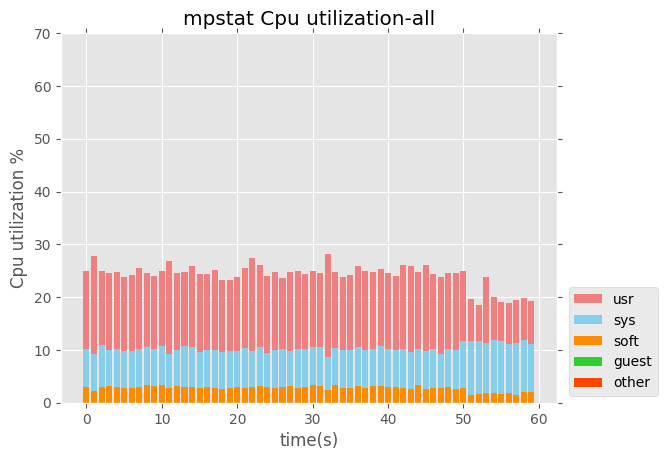 mpstat Cpu utilization-all
70
60
50
40
30
20
10
0
Cpu utilization %
0 10 20 30 40 50 60
time(s)
usr
sys
soft
guest
other